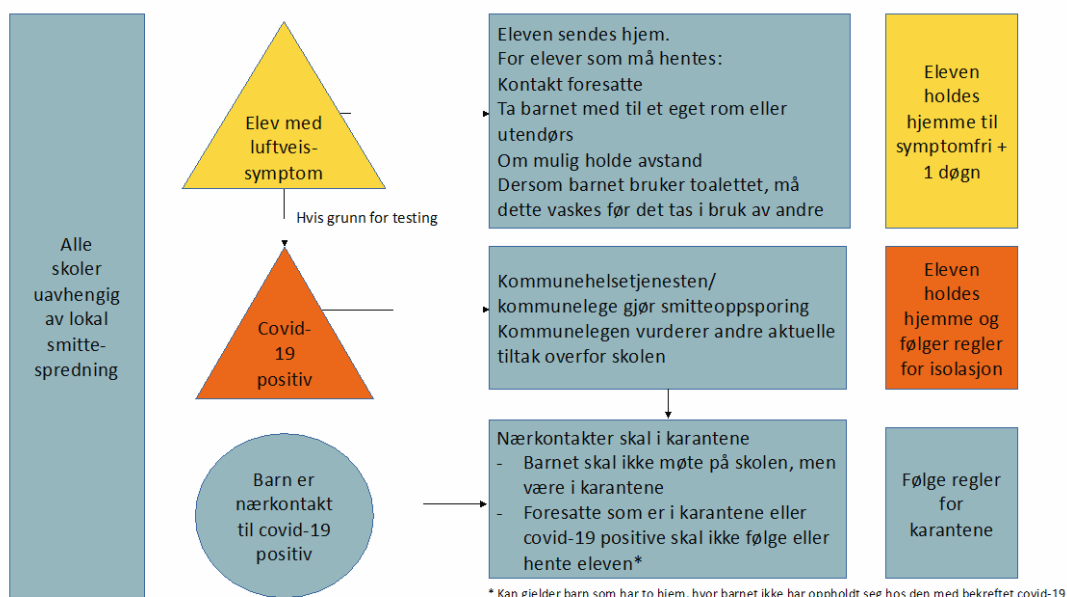 Alle
skoler
uavhengig
av lokal
smitte-
spredning
Elev med
luftveis-
symptom
Eleven sendes hjem.
For elever som må hentes:
Kontakt foresatte
Ta barnet med til et eget rom eller
utendørs
Om mulig holde avstand
Dersom barnet bruker toalettet, må
dette vaskes før det tas i bruk av andre
Eleven
holdes
hjemme til
symptomfri +
1 døgn
Hvis grunn for testing
Covid-
19
positiv
Kommunehelsetjenesten/
kommunelege gjør smitteoppsporing
Kommunelegen vurderer andre aktuelle
tiltak overfor skolen
Eleven
holdes
hjemme og
følger regler
for isolasjon
Barn er
nærkontakt
til covid-19
positiv
Nærkontakter skal i karantene
- Barnet skal ikke møte på skolen, men
være i karantene
- Foresatte som er i karantene eller
covid-19 positive skal ikke følge eller
hente eleven*
Følge regler
for
karantene
* Kan gjelder barn som har to hjem, hvor barnet ikke har oppholdt seg hos den med bekreftet covid-19